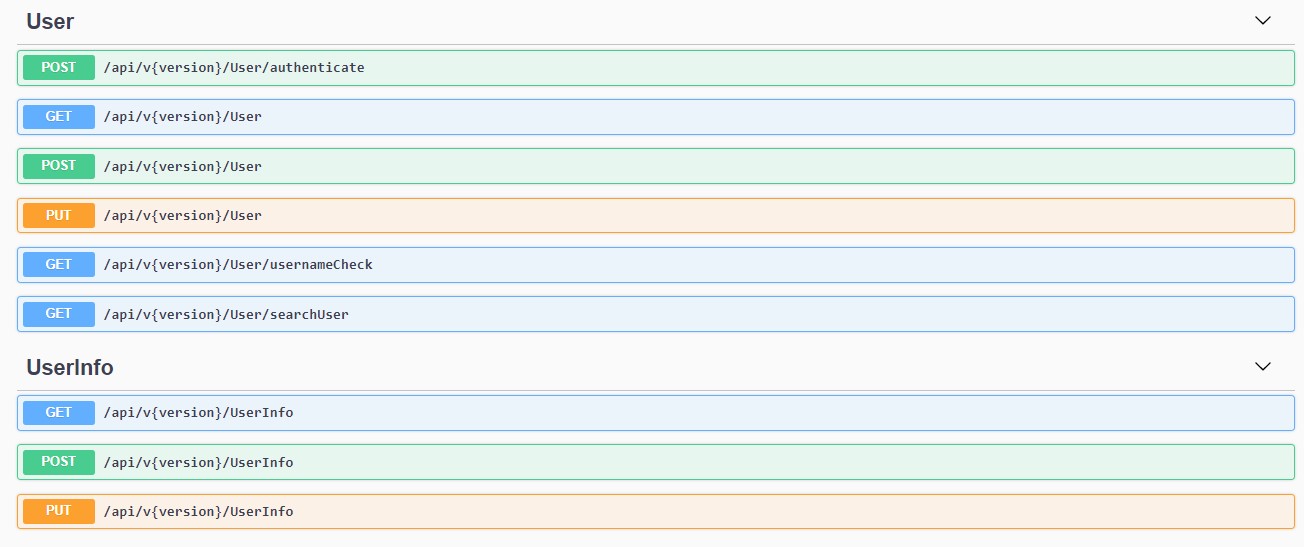 User
POST /api/v{version}/User/authenticate
GET /api/v{version}/User
POST /api/v{version}/User
PUT /api/v{version}/User
GET /api/v{version}/User/usernameCheck
GET /api/v{version}/User/searchUser
UserInfo
GET /api/v{version}/UserInfo
POST /api/v{version}/UserInfo
PUT /api/v{version}/UserInfo